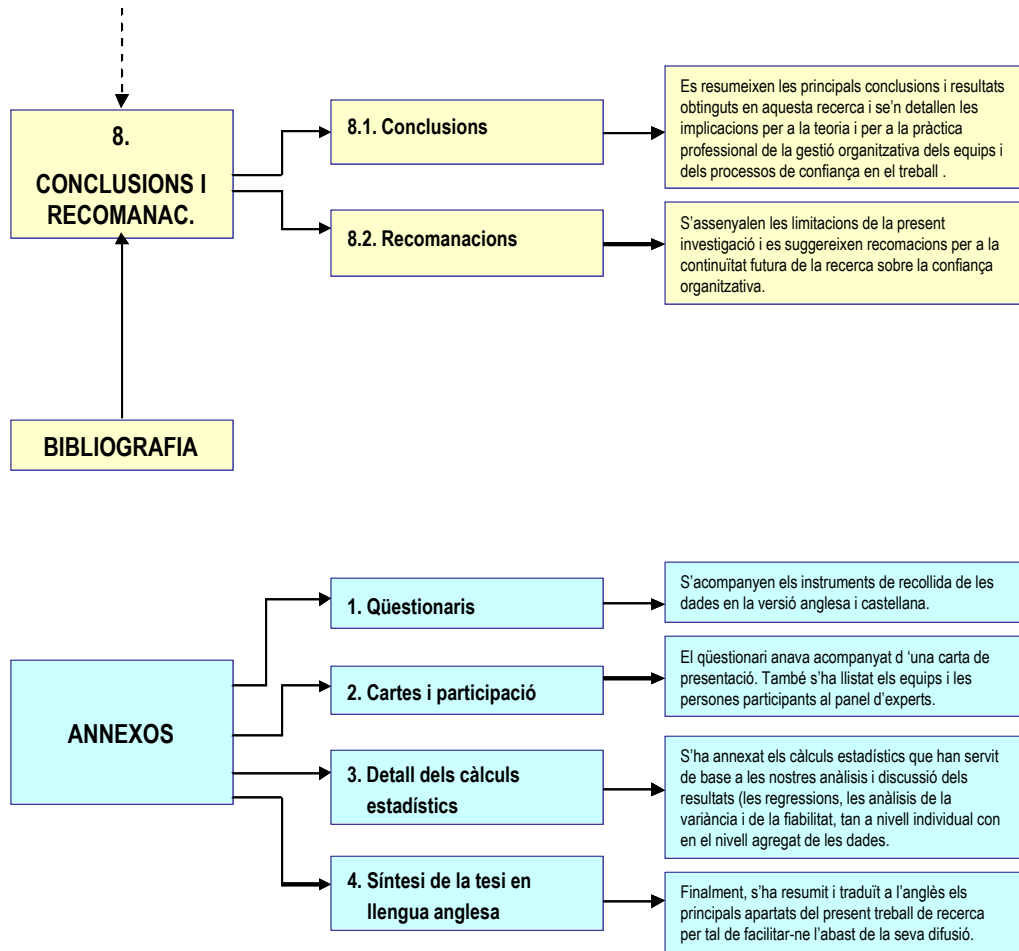 8.
CONCLUSIONS I
RECOMANAC.
8.1. Conclusions
Es resumeixen les principals conclusions i resultats
obtinguts en aquesta recerca i se'n detallen les
implicacions per a la teoria i per a la pràctica
professional de la gestió organitzativa dels equips i
dels processos de confiança en el treball .
8.2. Recomanacions
S'assenyalen les limitacions de la present
investigació i es suggereixen recomacions per a la
continuïtat futura de la recerca sobre la confiança
organitzativa.
BIBLIOGRAFIA
ANNEXOS
1. Qüestionaris
S'acompanyen els instruments de recollida de les
dades en la versió anglesa i castellana.
2. Cartes i participació
El qüestionari anava acompanyat d 'una carta de
presentació. També s'ha llistat els equips i les
persones participants al panel d'experts.
3. Detall dels càlculs
estadístics
S'ha annexat els càlculs estadístics que han servit
de base a les nostres anàlisis i discussió dels
resultats (les regressions, les anàlisis de la
variància i de la fiabilitat, tan a nivell individual con
en el nivell agregat de les dades.
4. Síntesi de la tesi en
llengua anglesa
Finalment, s'ha resumit i traduït a l'anglès els
principals apartats del present treball de recerca
per tal de facilitar-ne l'abast de la seva difusió.